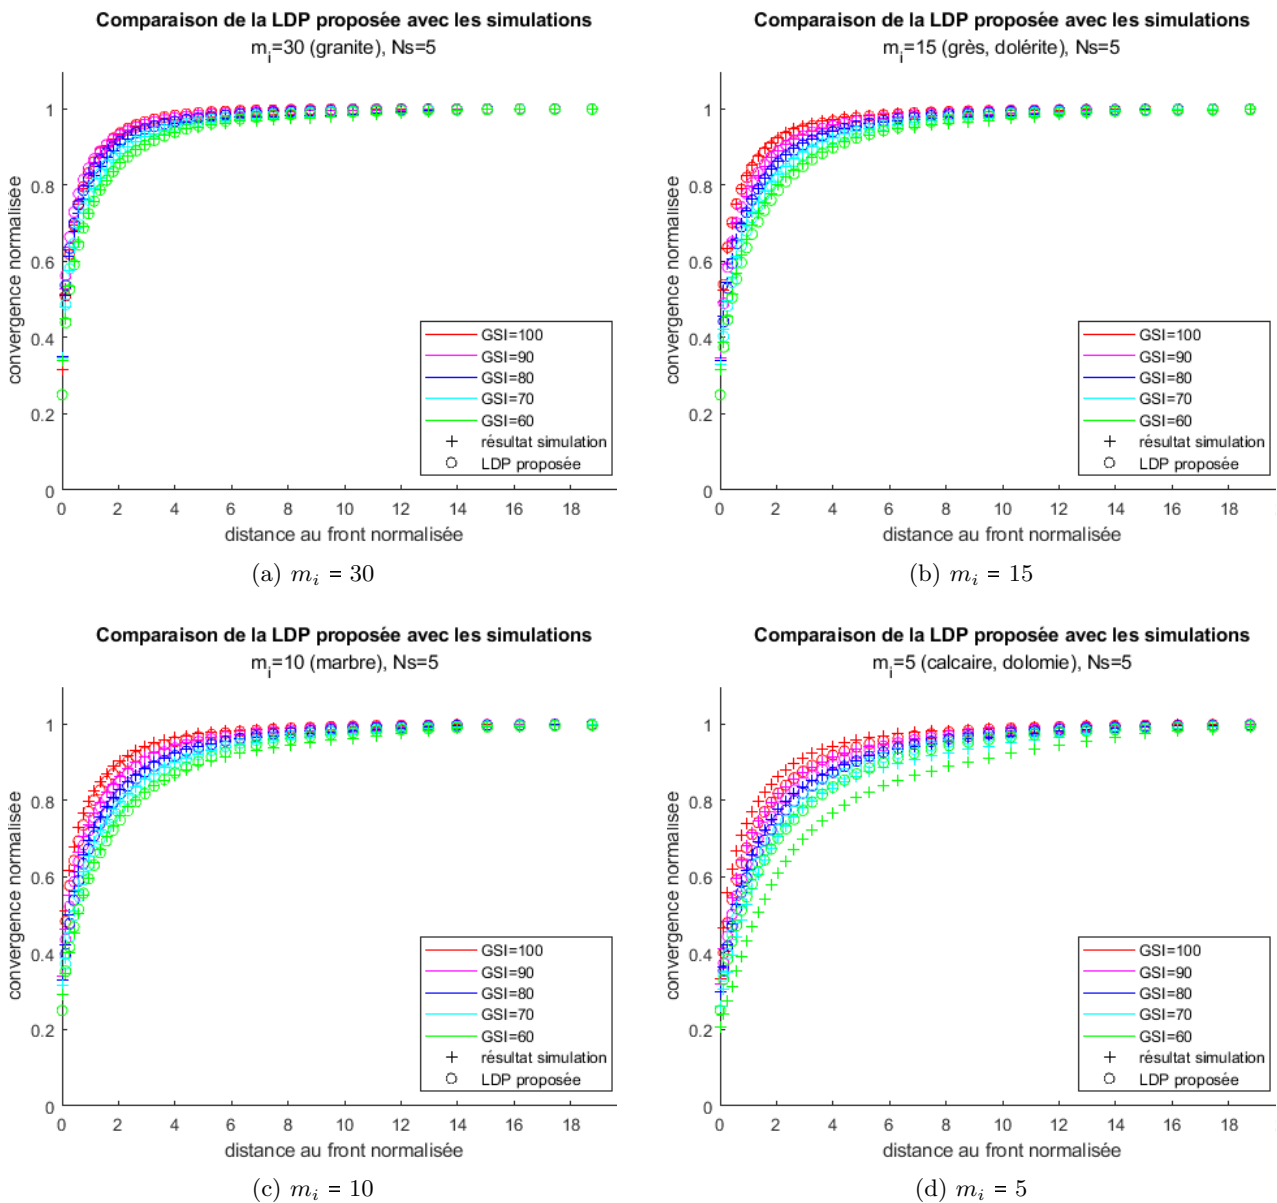 Comparaison de la LDP proposée avec les simulations
m_i=30 (granite), Ns=5
convergence normalisée
1
0.8
0.6
0.4
0.2
0
0 2 4 6 8 10 12 14 16 18
distance au front normalisée
GSI=100
GSI=90
GSI=80
GSI=70
GSI=60
résultat simulation
LDP proposée
(a) m_i = 30
Comparaison de la LDP proposée avec les simulations
m_i=15 (grès, dolérite), Ns=5
convergence normalisée
1
0.8
0.6
0.4
0.2
0
0 2 4 6 8 10 12 14 16 18
distance au front normalisée
GSI=100
GSI=90
GSI=80
GSI=70
GSI=60
résultat simulation
LDP proposée
(b) m_i = 15
Comparaison de la LDP proposée avec les simulations
m_i=10 (marbre), Ns=5
convergence normalisée
1
0.8
0.6
0.4
0.2
0
0 2 4 6 8 10 12 14 16 18
distance au front normalisée
GSI=100
GSI=90
GSI=80
GSI=70
GSI=60
résultat simulation
LDP proposée
(c) m_i = 10
Comparaison de la LDP proposée avec les simulations
m_i=5 (calcaire, dolomie), Ns=5
convergence normalisée
1
0.8
0.6
0.4
0.2
0
0 2 4 6 8 10 12 14 16 18
distance au front normalisée
GSI=100
GSI=90
GSI=80
GSI=70
GSI=60
résultat simulation
LDP proposée
(d) m_i = 5